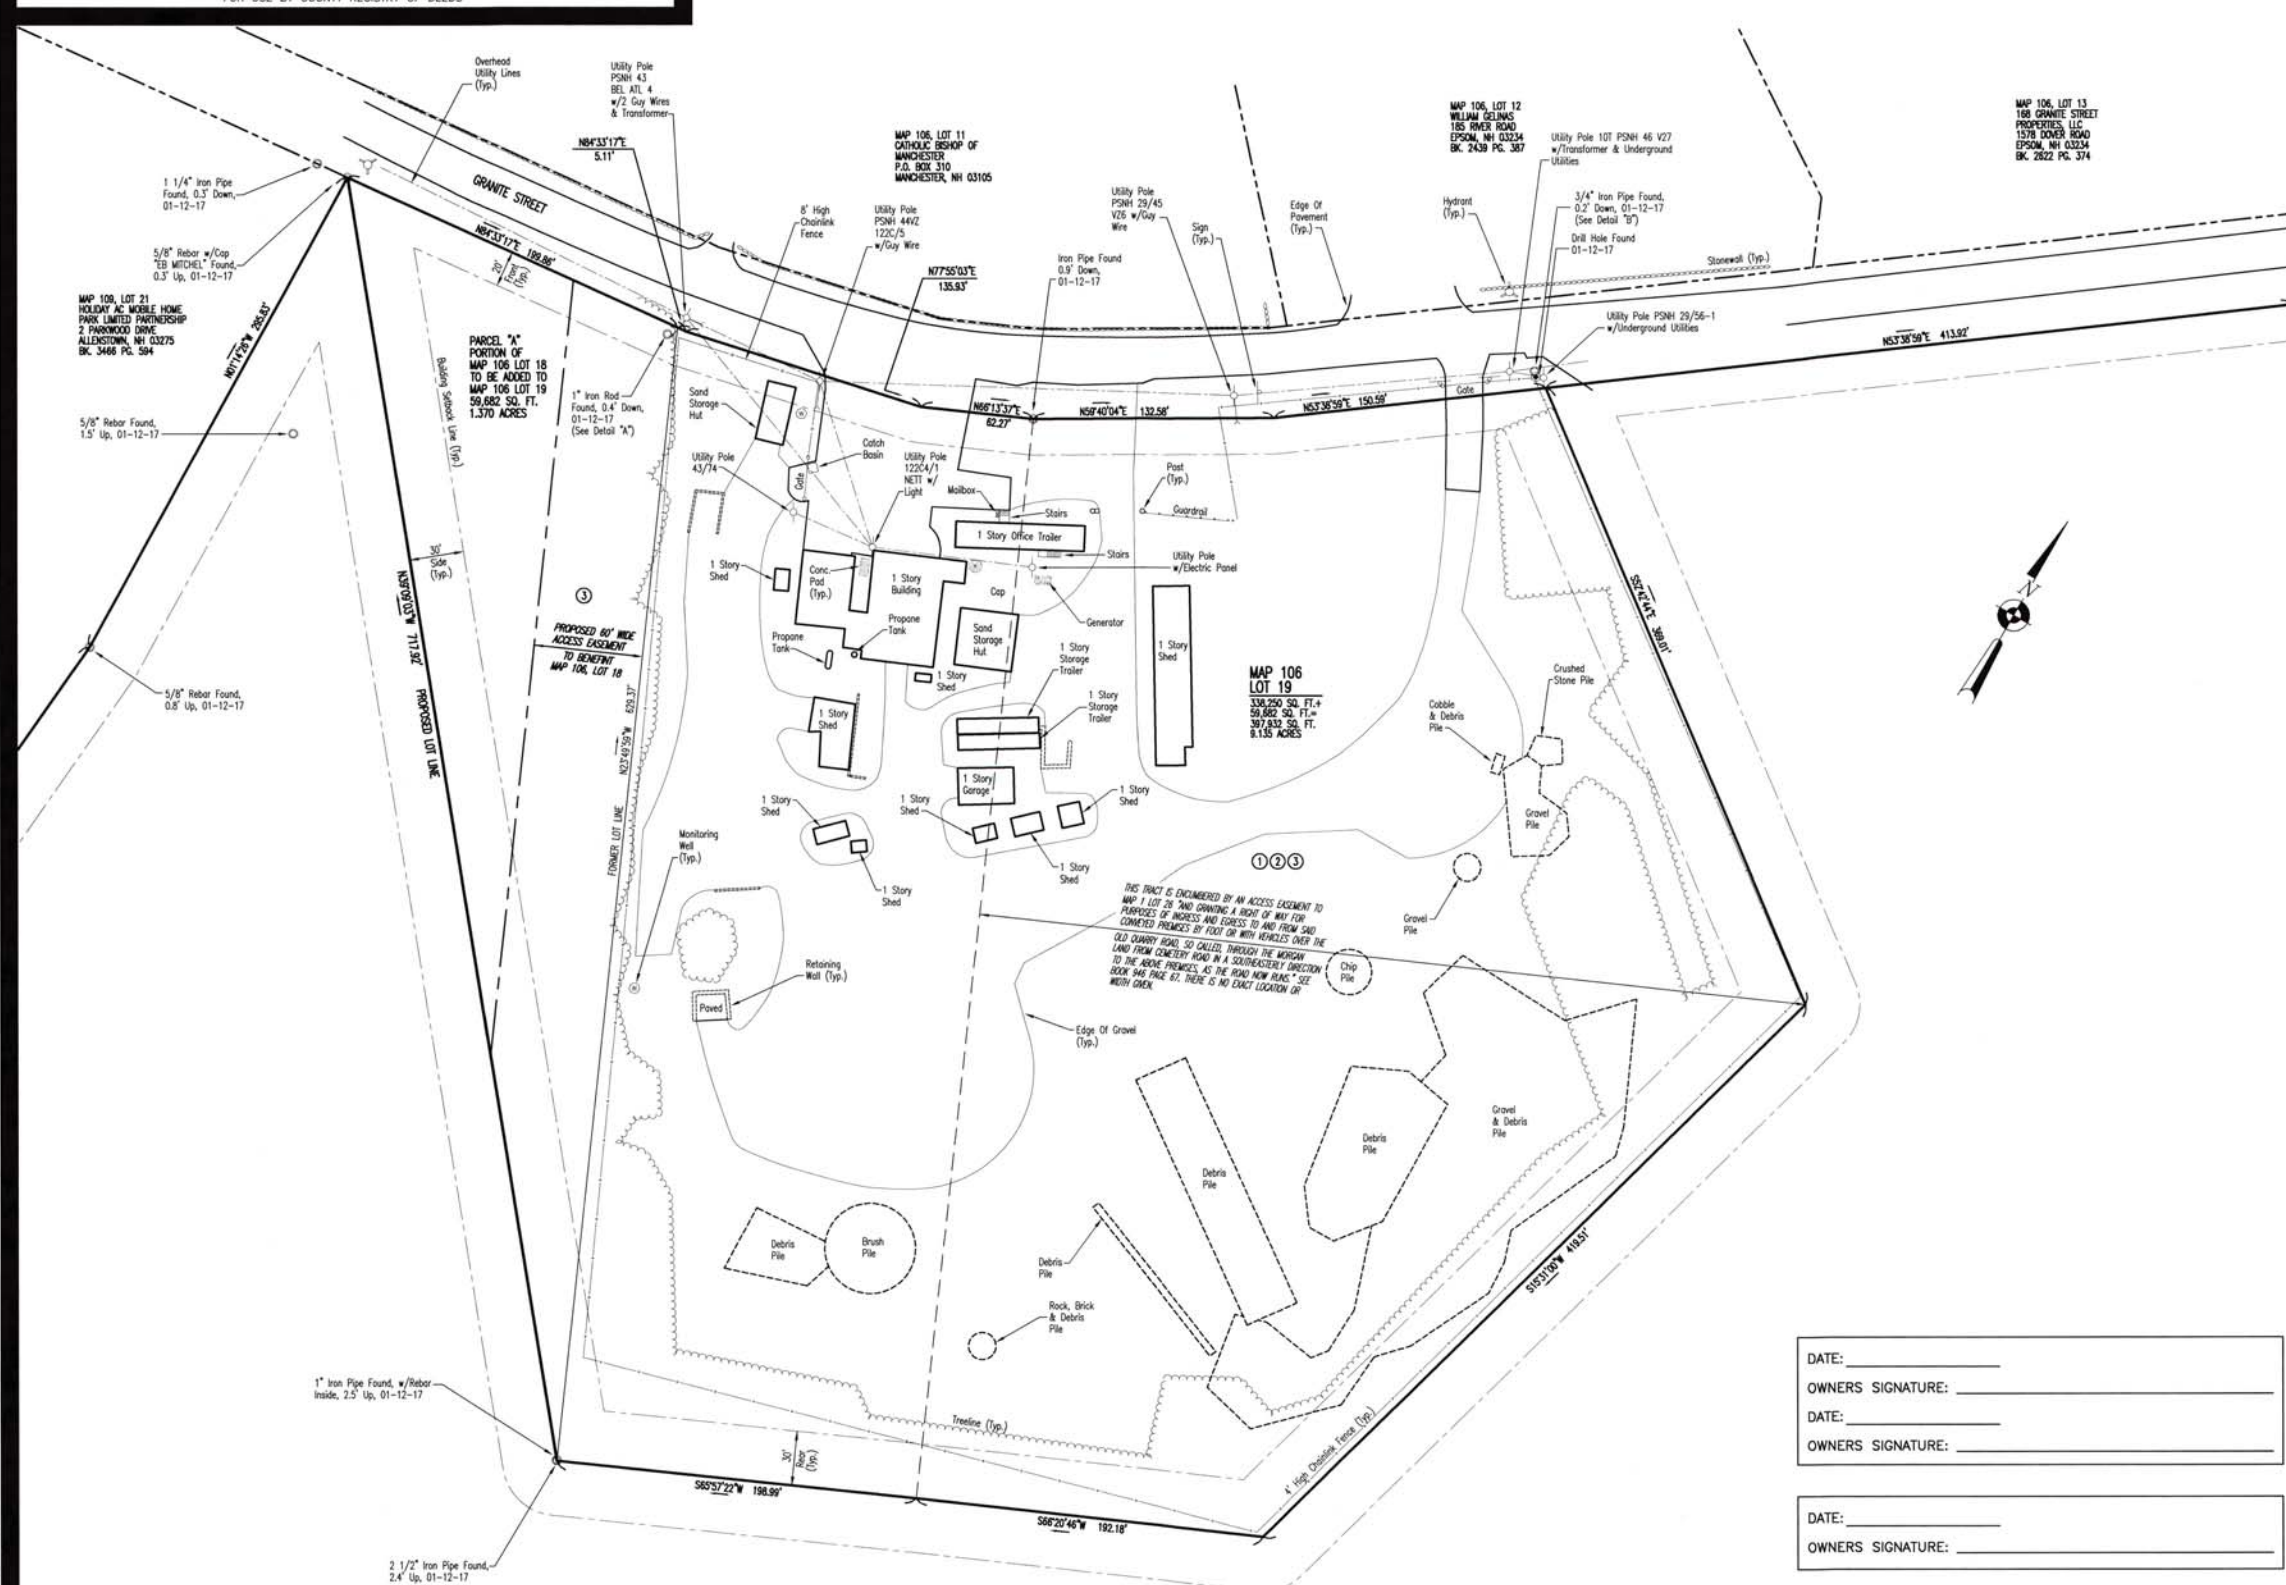 Overhead
Utility Lines
(Typ.)
Utility Pole
PSNH 43
BEL ATL 4
w/2 Guy Wires
& Transformer
N84°33'17"E
5.11'
MAP 106, LOT 11
CATHOLIC BISHOP OF
MANCHESTER
P.O. BOX 310
MANCHESTER, NH 03105
MAP 106, LOT 12
WILLIAM GELINAS
185 RIVER ROAD
EPSOM, NH 03234
BK. 2439 PG. 387
Utility Pole 10T PSNH 46 V27
w/Transformer & Underground
Utilities
MAP 106, LOT 13
168 GRANITE STREET
PROPERTIES, LLC
1578 DOVER ROAD
EPSOM, NH 03234
BK. 2622 PG. 374
1 1/4" Iron Pipe
Found, 0.3' Down,
01-12-17
GRANITE STREET
8' High
Chainlink
Fence
Utility Pole
PSNH 44VZ
122C/5
w/Guy Wire
Utility Pole
PSNH 29/45
VZ6 w/Guy
Wire
Sign
(Typ.)
Edge Of
Pavement
(Typ.)
Hydrant
(Typ.)
3/4" Iron Pipe Found,
0.2' Down, 01-12-17
(See Detail "B")
Drill Hole Found
01-12-17
Stonewall (Typ.)
5/8" Rebar w/Cap
"EB MITCHEL" Found,
0.3' Up, 01-12-17
N84°33'17"E 199.86'
20'
Front
(Typ.)
N77°55'03"E
135.93'
Iron Pipe Found
0.9' Down,
01-12-17
Utility Pole PSNH 29/56-1
w/Underground Utilities
N53°38'59"E 413.92'
MAP 109, LOT 21
HOLIDAY AC MOBILE HOME
PARK LIMITED PARTNERSHIP
2 PARKWOOD DRIVE
ALLENSTOWN, NH 03275
BK. 3466 PG. 594
N01°14'26"W 295.83'
Building Setback Line (Typ.)
PARCEL "A"
PORTION OF
MAP 106 LOT 18
TO BE ADDED TO
MAP 106 LOT 19
59,682 SQ. FT.
1.370 ACRES
1" Iron Rod
Found, 0.4' Down,
01-12-17
(See Detail "A")
Sand
Storage
Hut
N66°13'37"E
62.27'
N59°40'04"E 132.58'
N53°38'59"E 150.59'
Gate
5/8" Rebar Found,
1.5' Up, 01-12-17
Utility Pole
43/74
Gate
Catch
Basin
Utility Pole
122C4/1
NETT w/
Light
Mailbox
Stairs
Post
(Typ.)
Guardrail
1 Story Office Trailer
Stairs
Utility Pole
w/Electric Panel
30'
Side
(Typ.)
1 Story
Shed
Conc.
Pad
(Typ.)
1 Story
Building
Cap
Generator
N39°09'03"W 717.92' PROPOSED LOT LINE
3
PROPOSED 60' WIDE
ACCESS EASEMENT
TO BENEFINT
MAP 106, LOT 18
Propane
Tank
Propane
Tank
Sand
Storage
Hut
1 Story
Shed
1 Story
Storage
Trailer
1 Story
Storage
Trailer
1 Story
Shed
S52°42'44"E 369.01'
N
MAP 106
LOT 19
338,250 SQ. FT.+
59,682 SQ. FT.=
397,932 SQ. FT.
9.135 ACRES
Crushed
Stone Pile
Cobble
& Debris
Pile
Gravel
Pile
5/8" Rebar Found,
0.8' Up, 01-12-17
FORMER LOT LINE N23°49'59"W 629.37'
1 Story
Shed
1 Story
Garage
1 Story
Shed
1 Story
Shed
1 Story
Shed
1 Story
Shed
1 Story
Shed
Monitoring
Well
(Typ.)
1 2 3
THIS TRACT IS ENCUMBERED BY AN ACCESS EASEMENT TO
MAP 1 LOT 26 "AND GRANTING A RIGHT OF WAY FOR
PURPOSES OF INGRESS AND EGRESS TO AND FROM SAID
CONVEYED PREMISES BY FOOT OR WITH VEHICLES OVER THE
OLD QUARRY ROAD, SO CALLED, THROUGH THE MORGAN
LAND FROM CEMETERY ROAD IN A SOUTHEASTERLY DIRECTION
TO THE ABOVE PREMISES, AS THE ROAD NOW RUNS." SEE
BOOK 946 PAGE 67. THERE IS NO EXACT LOCATION OR
WIDTH GIVEN.
Gravel
Pile
Chip
Pile
Retaining
Wall (Typ.)
Paved
Edge Of Gravel
(Typ.)
Gravel
& Debris
Pile
Debris
Pile
Debris
Pile
Debris
Pile
Brush
Pile
Debris
Pile
Rock, Brick
& Debris
Pile
S15°31'00"W 419.51'
4' High Chainlink Fence (Typ.)
1" Iron Pipe Found, w/Rebar
Inside, 2.5' Up, 01-12-17
Treeline (Typ.)
30'
Rear
(Typ.)
S65°57'22"W 198.99'
S66°20'46"W 192.18'
2 1/2" Iron Pipe Found,
2.4' Up, 01-12-17
DATE:
OWNERS SIGNATURE:
DATE:
OWNERS SIGNATURE:
DATE:
OWNERS SIGNATURE: